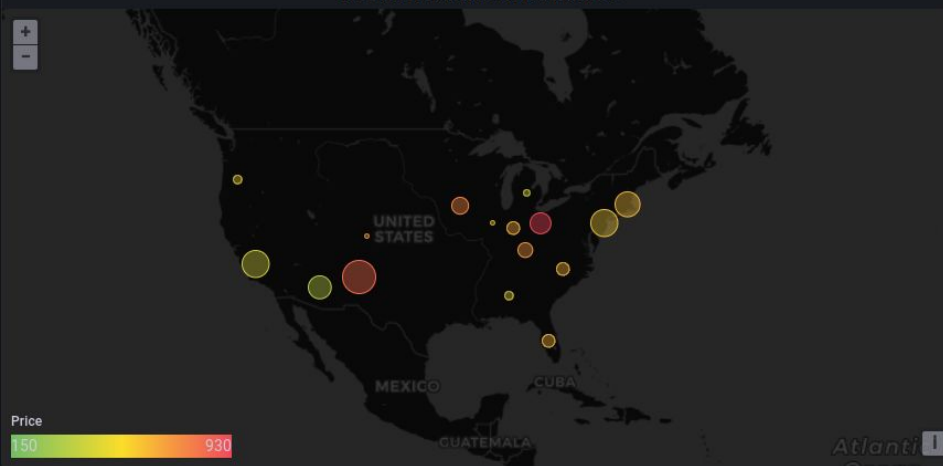 +
−
UNITED
STATES
MEXICO
CUBA
GUATEMALA
Price
150
930
Atlanti
i